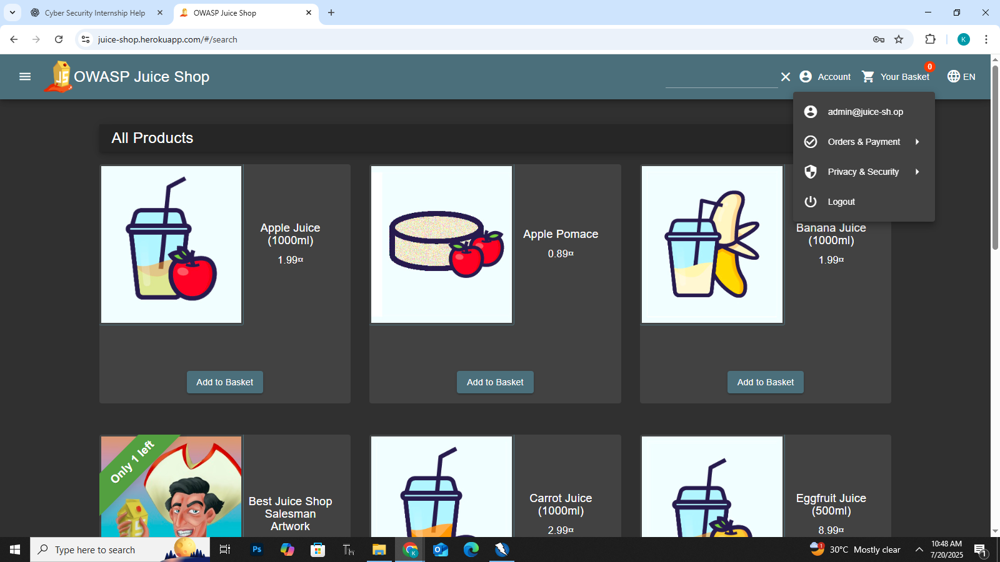 Cyber Security Internship Help
OWASP Juice Shop
juice-shop.herokuapp.com/#/search
K
JS
OWASP Juice Shop
Account
Your Basket
0
EN
admin@juice-sh.op
Orders & Payment
Privacy & Security
Logout
All Products
Apple Juice
(1000ml)
1.99¤
Add to Basket
Apple Pomace
0.89¤
Add to Basket
Banana Juice
(1000ml)
1.99¤
Add to Basket
Only 1 left
Best Juice Shop
Salesman
Artwork
Carrot Juice
(1000ml)
2.99¤
Eggfruit Juice
(500ml)
8.99¤
Type here to search
Ps
K
1
30°C Mostly clear
10:48 AM
7/20/2025
1